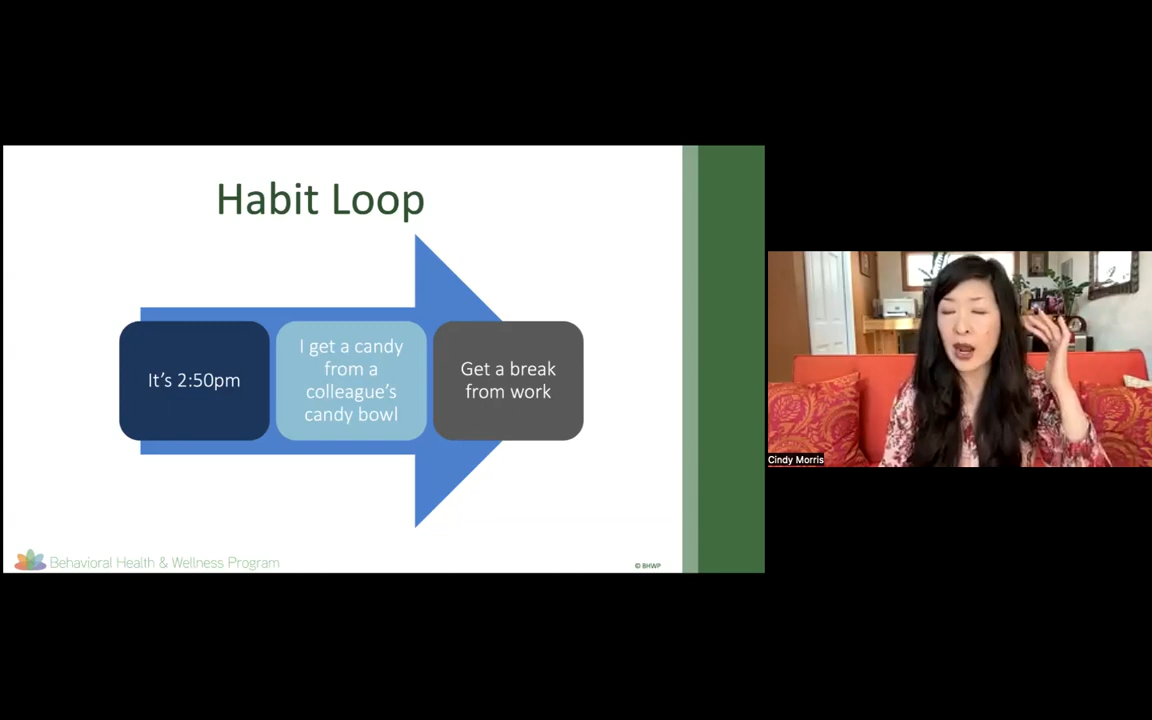 Habit Loop
It's 2:50pm
I get a candy
from a
colleague's
candy bowl
Get a break
from work
Behavioral Health & Wellness Program
© BHWP
Cindy Morris